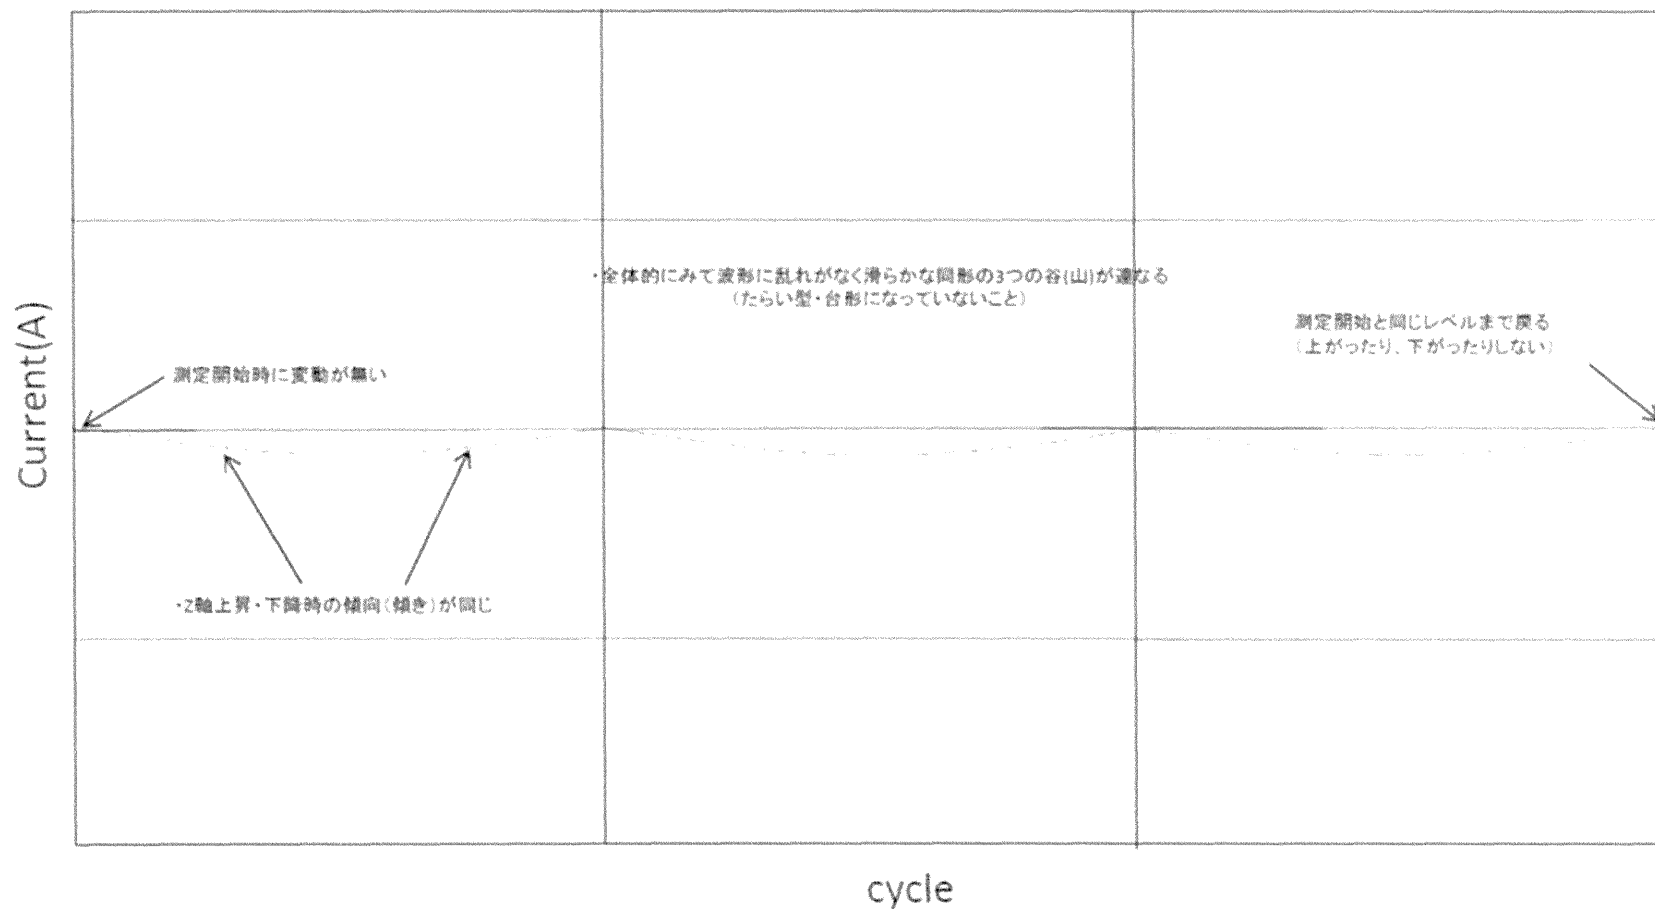 ・全体的にみて波形に乱れがなく滑らかな同形の3つの谷(山)が連なる
（たらい型・台形になっていないこと）
測定開始と同じレベルまで戻る
（上がったり、下がったりしない）
測定開始時に変動が無い
Current(A)
・Z軸上昇・下降時の傾向（傾き）が同じ
cycle